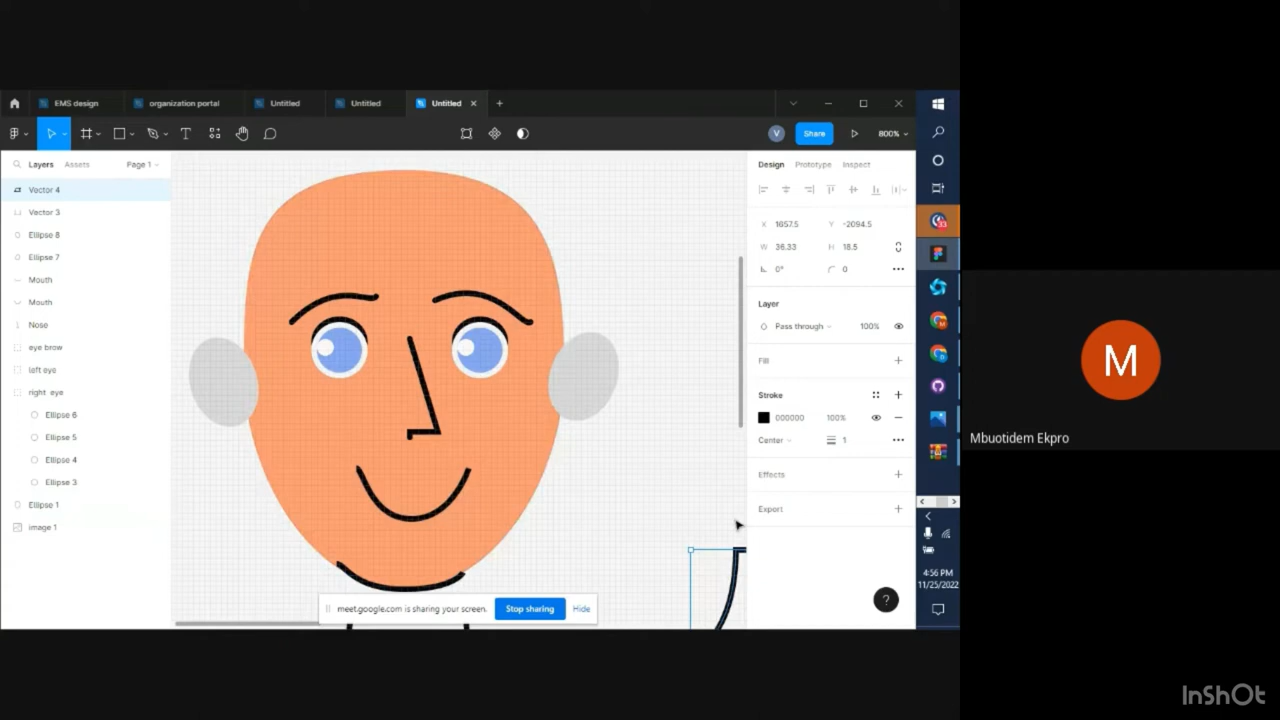 EMS design
organization portal
Untitled
Untitled
Untitled
V
Share
800%
Layers
Assets
Page 1
Design
Prototype
Inspect
Vector 4
Vector 3
Ellipse 8
Ellipse 7
Mouth
Mouth
Nose
eye brow
left eye
right eye
Ellipse 6
Ellipse 5
Ellipse 4
Ellipse 3
Ellipse 1
image 1
X 1657.5 Y -2094.5
W 36.33 H 18.5
0° 0
Layer
Pass through 100%
Fill
Stroke
000000 100%
Center 1
Effects
Export
?
meet.google.com is sharing your screen.
Stop sharing
Hide
4:56 PM
11/25/2022
M
Mbuotidem Ekpro
InShOt